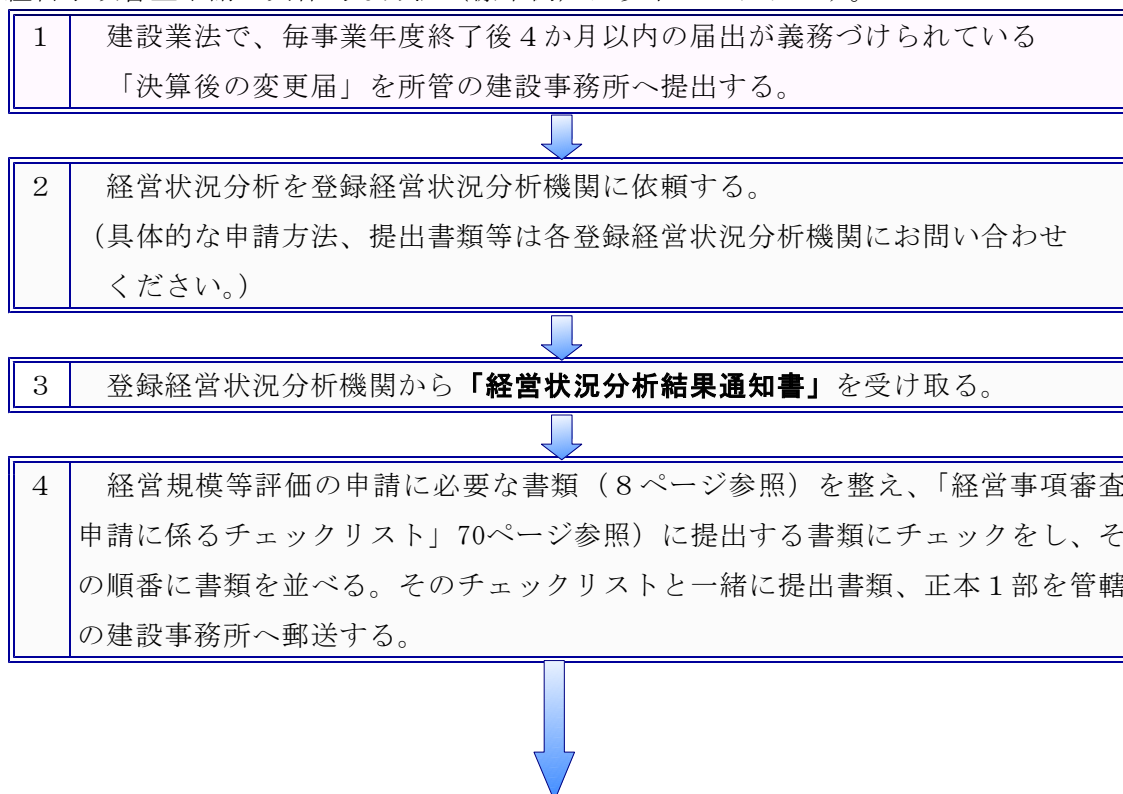 1 建設業法で、毎事業年度終了後４か月以内の届出が義務づけられている
「決算後の変更届」を所管の建設事務所へ提出する。
2 経営状況分析を登録経営状況分析機関に依頼する。
（具体的な申請方法、提出書類等は各登録経営状況分析機関にお問い合わせ
ください。）
3 登録経営状況分析機関から「経営状況分析結果通知書」を受け取る。
4 経営規模等評価の申請に必要な書類（８ページ参照）を整え、「経営事項審査
申請に係るチェックリスト」70ページ参照）に提出する書類にチェックをし、そ
の順番に書類を並べる。そのチェックリストと一緒に提出書類、正本１部を管轄
の建設事務所へ郵送する。